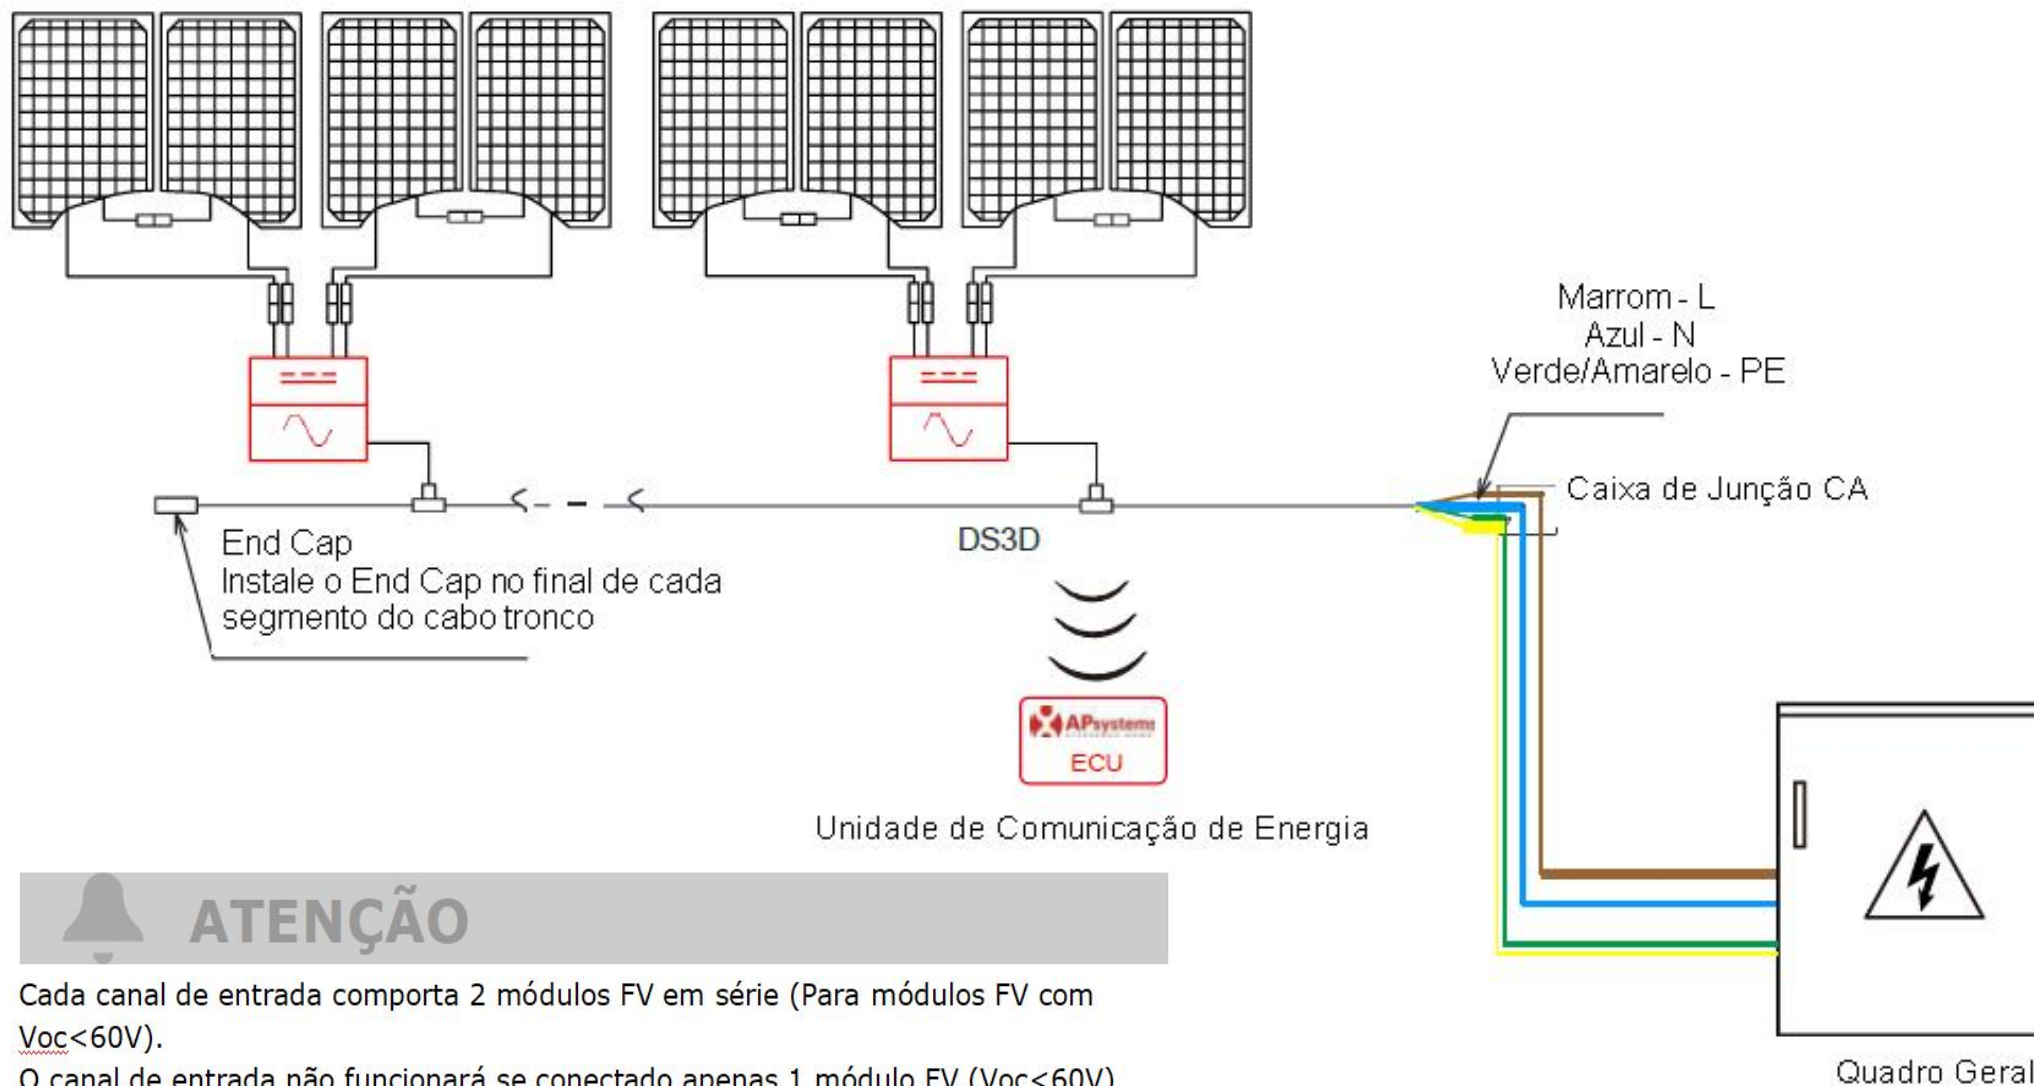 Marrom - L
Azul - N
Verde/Amarelo - PE
Caixa de Junção CA
DS3D
End Cap
Instale o End Cap no final de cada
segmento do cabo tronco
APsystems
ECU
Unidade de Comunicação de Energia
ATENÇÃO
Cada canal de entrada comporta 2 módulos FV em série (Para módulos FV com
Voc<60V).
O canal de entrada não funcionará se conectado apenas 1 módulo FV (Voc<60V)
Quadro Geral